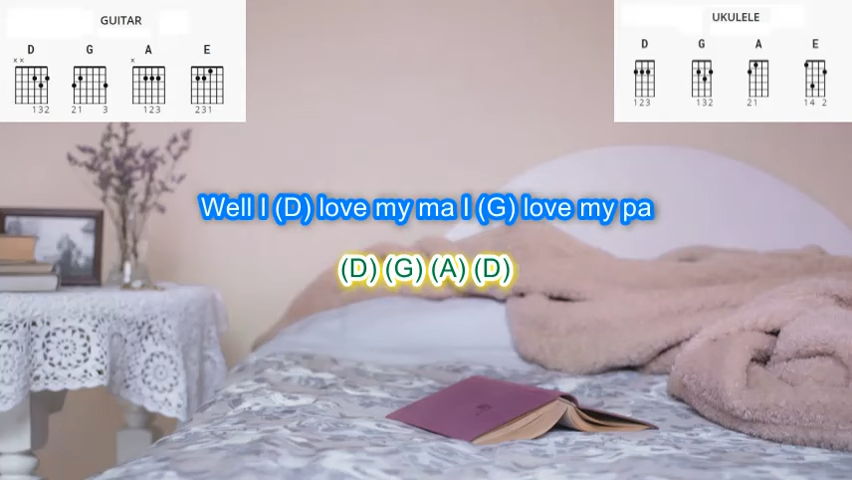 GUITAR
D G A E
x x x
132 21 3 123 231
UKULELE
D G A E
123 132 21 14 2
Well I (D) love my ma I (G) love my pa
(D) (G) (A) (D)